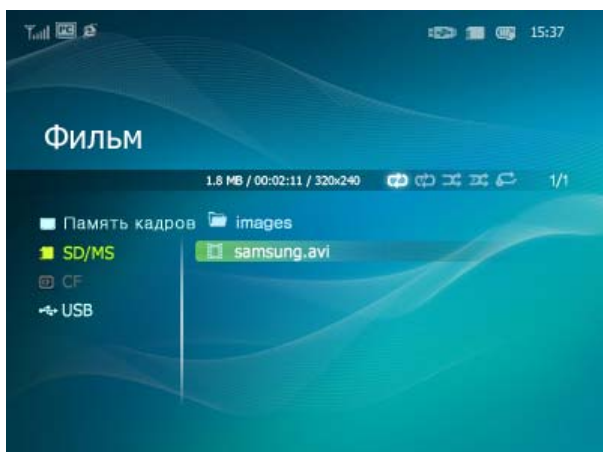 PC 15:37
Фильм
1.8 MB / 00:02:11 / 320x240 1/1
Память кадров images
SD/MS samsung.avi
CF
USB